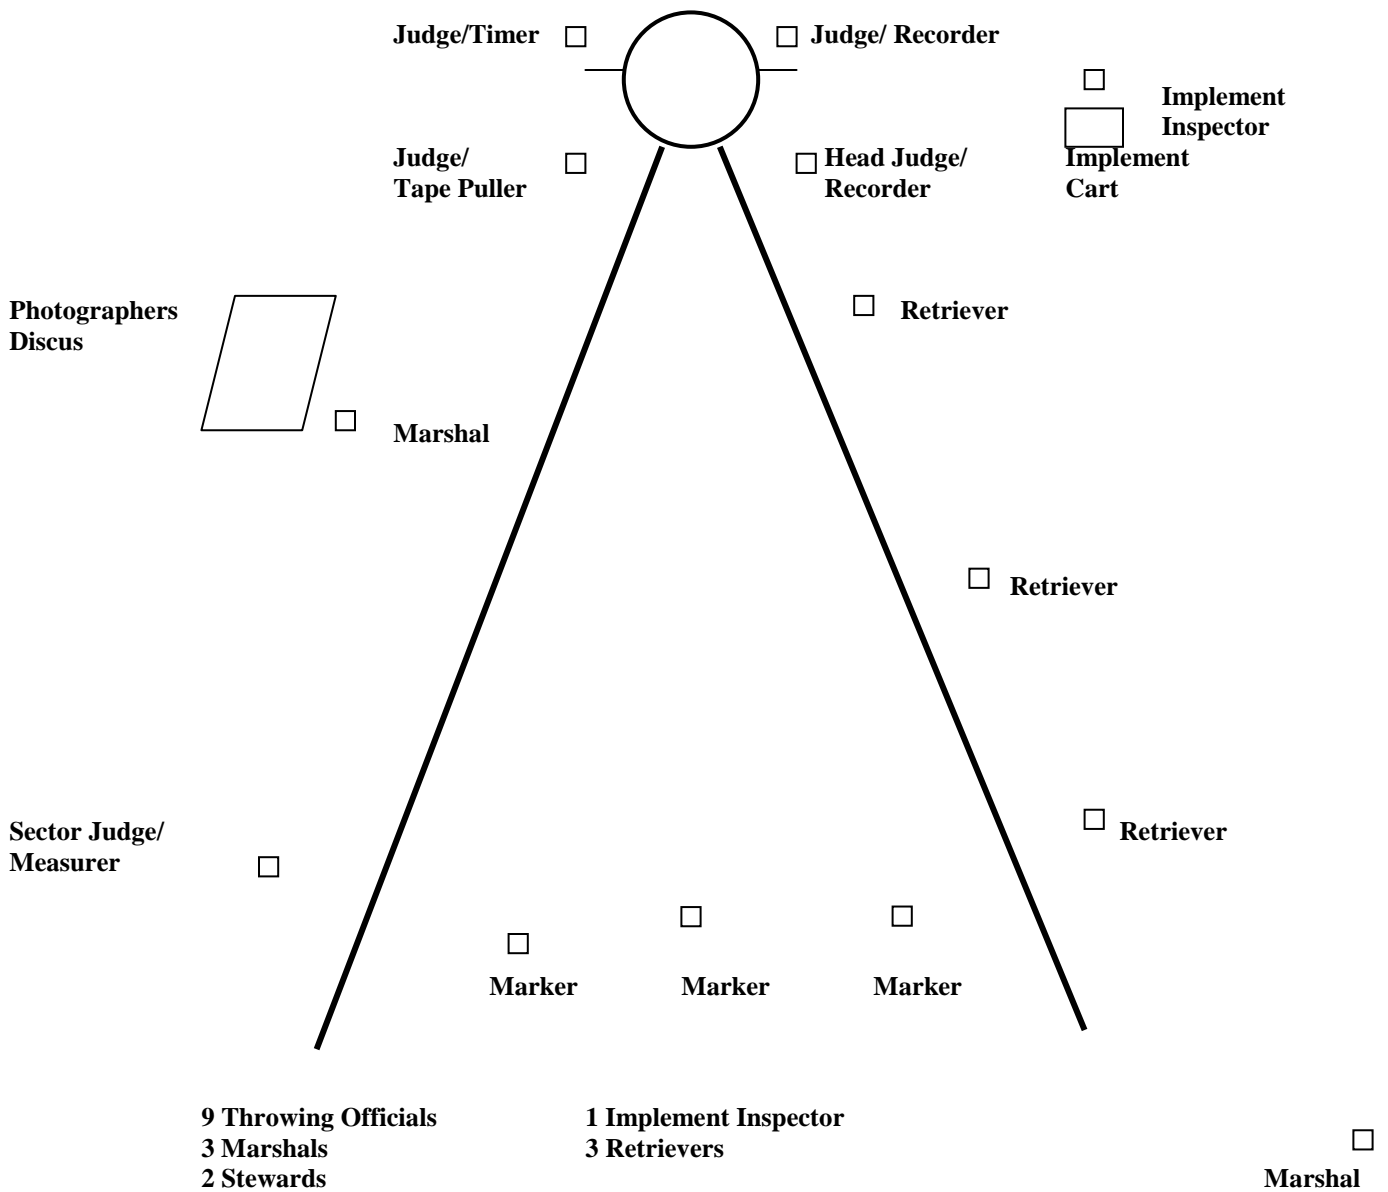 Judge/Timer
Judge/ Recorder
Implement
Inspector
Judge/
Tape Puller
Head Judge/
Recorder
Implement
Cart
Photographers
Discus
Retriever
Marshal
Retriever
Sector Judge/
Measurer
Retriever
Marker
Marker
Marker
9 Throwing Officials
3 Marshals
2 Stewards
1 Implement Inspector
3 Retrievers
Marshal